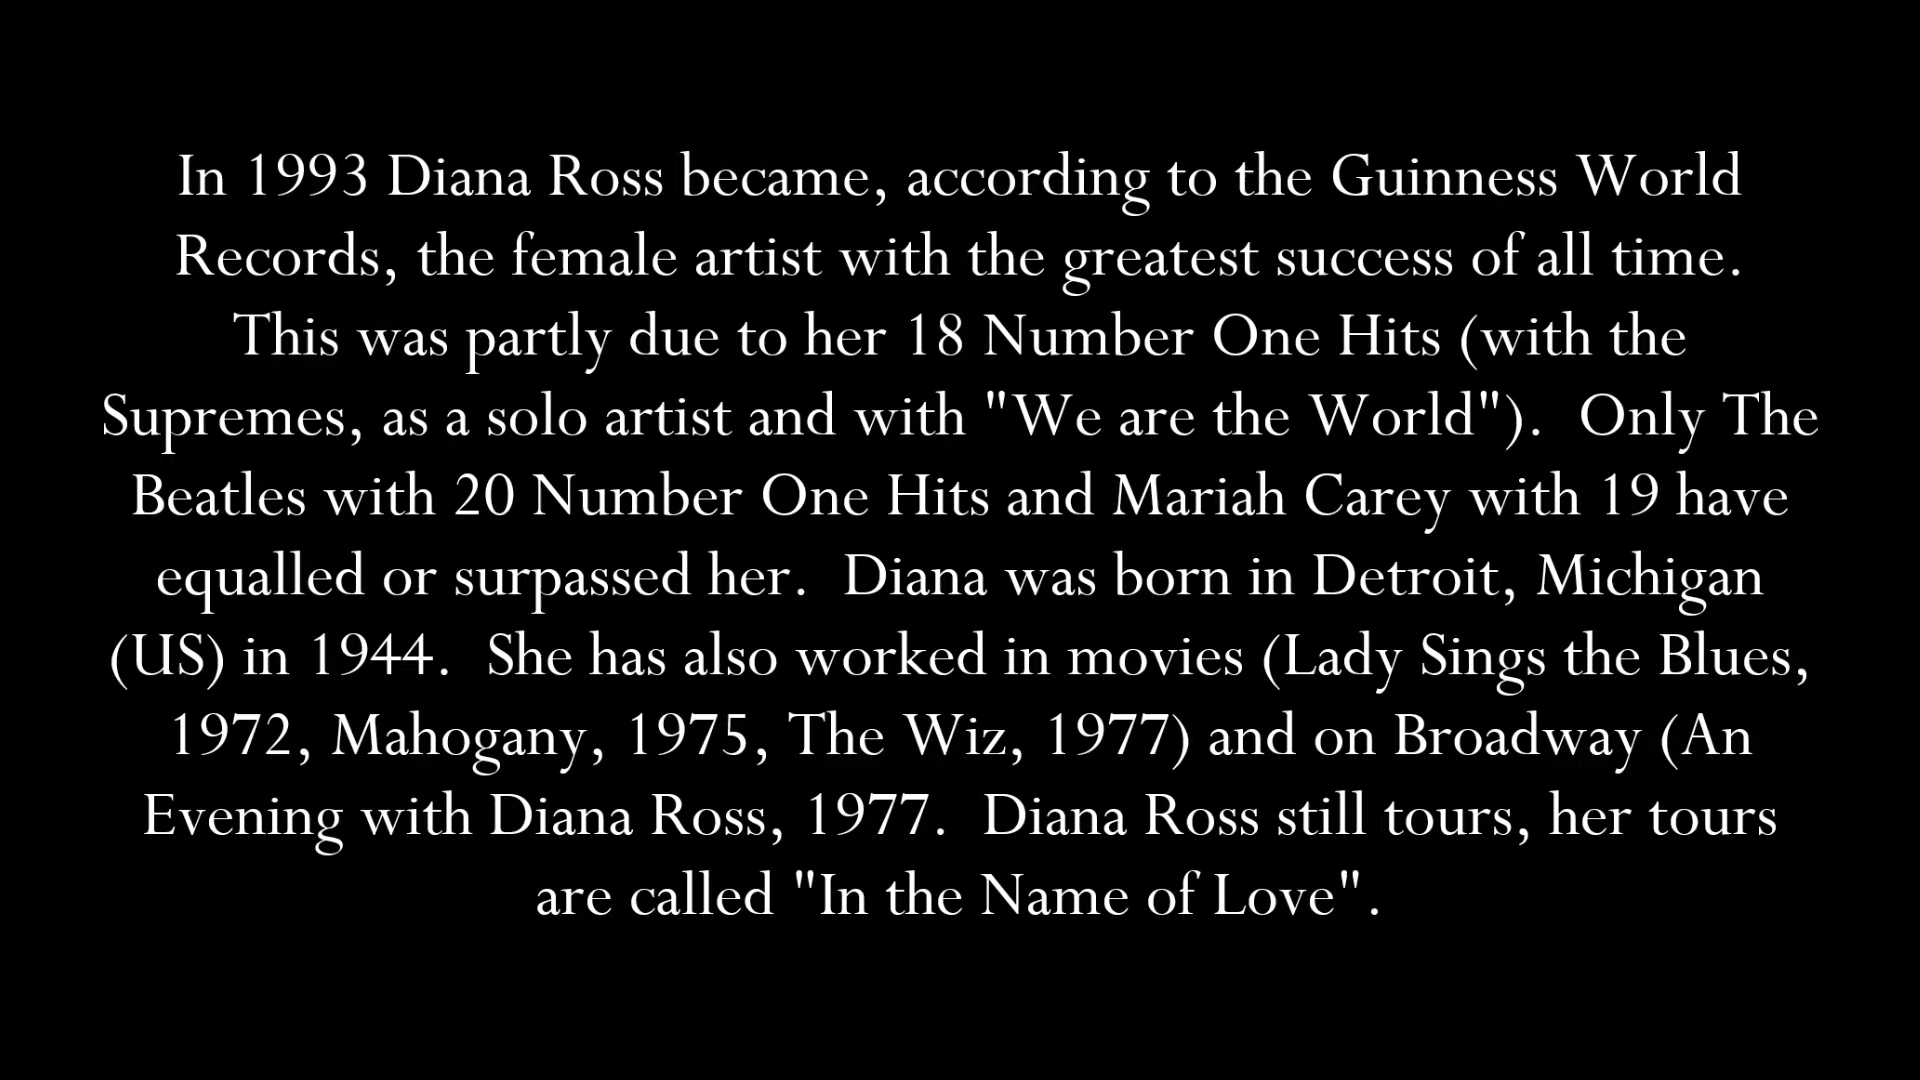 In 1993 Diana Ross became, according to the Guinness World
Records, the female artist with the greatest success of all time.
This was partly due to her 18 Number One Hits (with the
Supremes, as a solo artist and with "We are the World").  Only The
Beatles with 20 Number One Hits and Mariah Carey with 19 have
equalled or surpassed her.  Diana was born in Detroit, Michigan
(US) in 1944.  She has also worked in movies (Lady Sings the Blues,
1972, Mahogany, 1975, The Wiz, 1977) and on Broadway (An
Evening with Diana Ross, 1977.  Diana Ross still tours, her tours
are called "In the Name of Love".